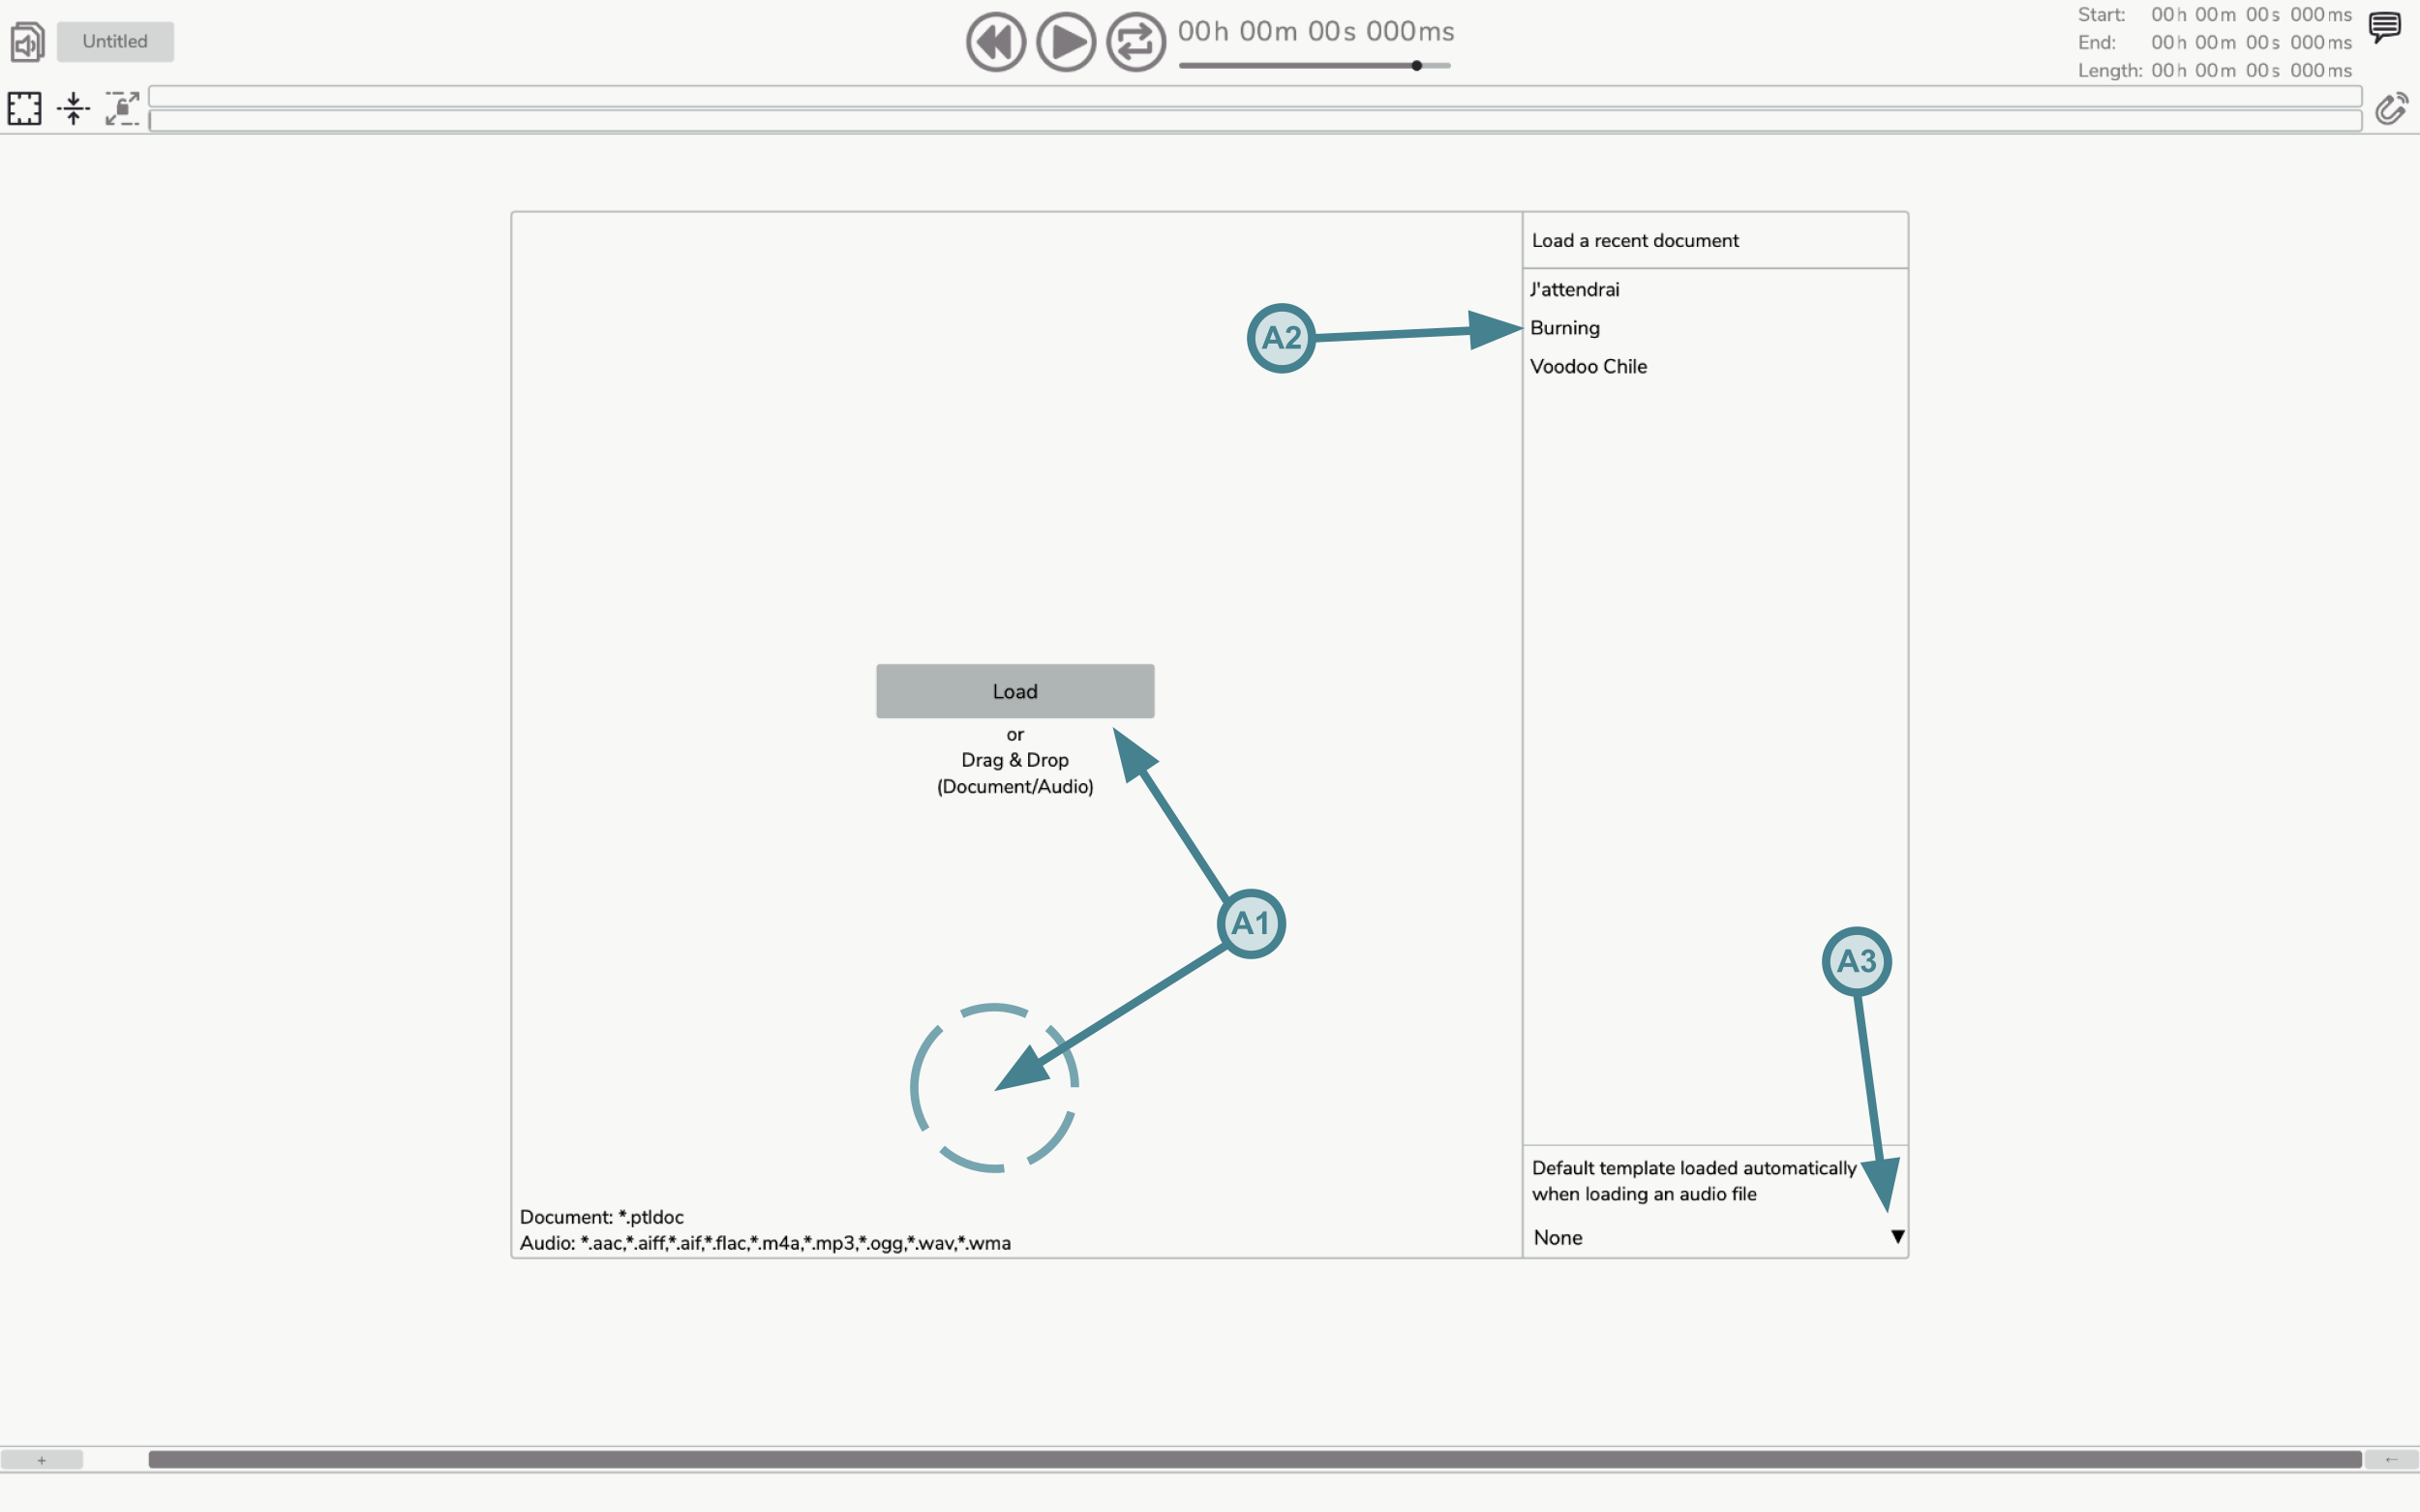 Untitled
00h 00m 00s 000ms
Start: 00h 00m 00s 000ms
End: 00h 00m 00s 000ms
Length: 00h 00m 00s 000ms
Load a recent document
J'attendrai
A2
Burning
Voodoo Chile
Load
or
Drag & Drop
(Document/Audio)
A1
A3
Default template loaded automatically
when loading an audio file
None
Document: *.ptldoc
Audio: *.aac,*.aiff,*.aif,*.flac,*.m4a,*.mp3,*.ogg,*.wav,*.wma
+
←